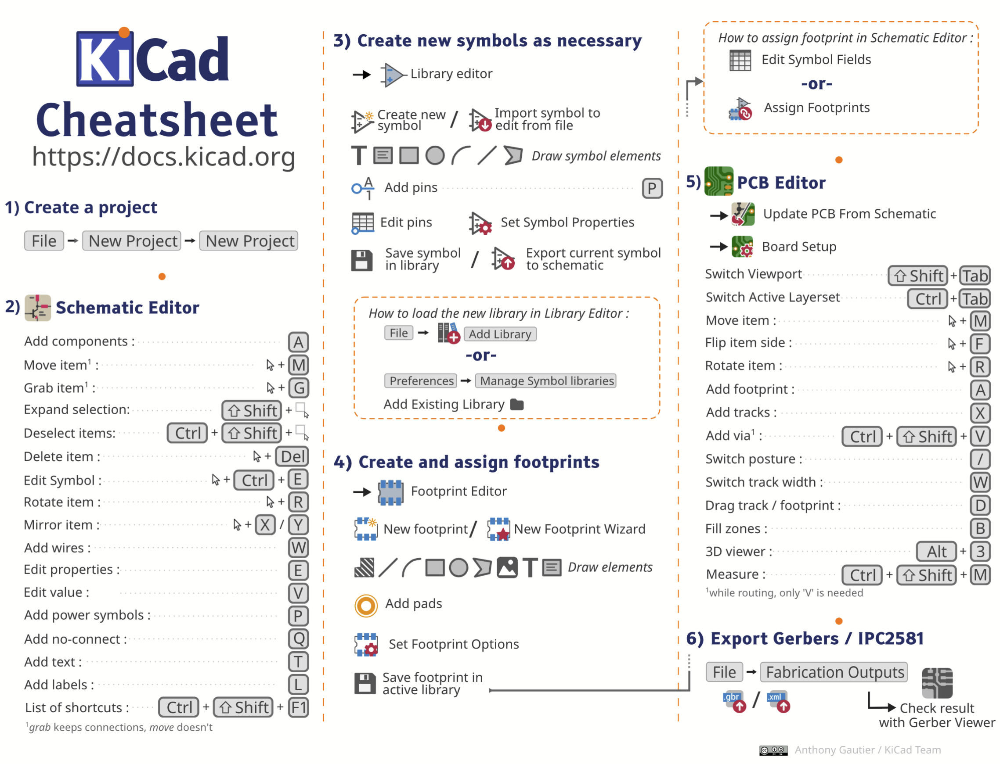 KiCad
Cheatsheet
https://docs.kicad.org
1) Create a project
File → New Project → New Project
2) Schematic Editor
Add components : A
Move item¹ : + M
Grab item¹ : + G
Expand selection: ⇧ Shift +
Deselect items: Ctrl + ⇧ Shift +
Delete item : + Del
Edit Symbol : + Ctrl + E
Rotate item : + R
Mirror item : + X / Y
Add wires : W
Edit properties : E
Edit value : V
Add power symbols : P
Add no-connect : Q
Add text : T
Add labels : L
List of shortcuts : Ctrl + ⇧ Shift + F1
¹grab keeps connections, move doesn't
3) Create new symbols as necessary
→ Library editor
Create new symbol / Import symbol to edit from file
T Draw symbol elements
A 1 Add pins P
Edit pins Set Symbol Properties
Save symbol in library / Export current symbol to schematic
How to load the new library in Library Editor :
File → Add Library
-or-
Preferences → Manage Symbol libraries
Add Existing Library
4) Create and assign footprints
→ Footprint Editor
New footprint / New Footprint Wizard
T Draw elements
Add pads
Set Footprint Options
Save footprint in
active library
How to assign footprint in Schematic Editor :
Edit Symbol Fields
-or-
Assign Footprints
5) PCB Editor
→ Update PCB From Schematic
→ Board Setup
Switch Viewport ⇧ Shift + Tab
Switch Active Layerset Ctrl + Tab
Move item : + M
Flip item side : + F
Rotate item : + R
Add footprint : A
Add tracks : X
Add via¹ : Ctrl + ⇧ Shift + V
Switch posture : /
Switch track width : W
Drag track / footprint : D
Fill zones : B
3D viewer : Alt + 3
Measure : Ctrl + ⇧ Shift + M
¹while routing, only 'V' is needed
6) Export Gerbers / IPC2581
File → Fabrication Outputs
.gbr / .xml
Check result
with Gerber Viewer
cc BY SA Anthony Gautier / KiCad Team